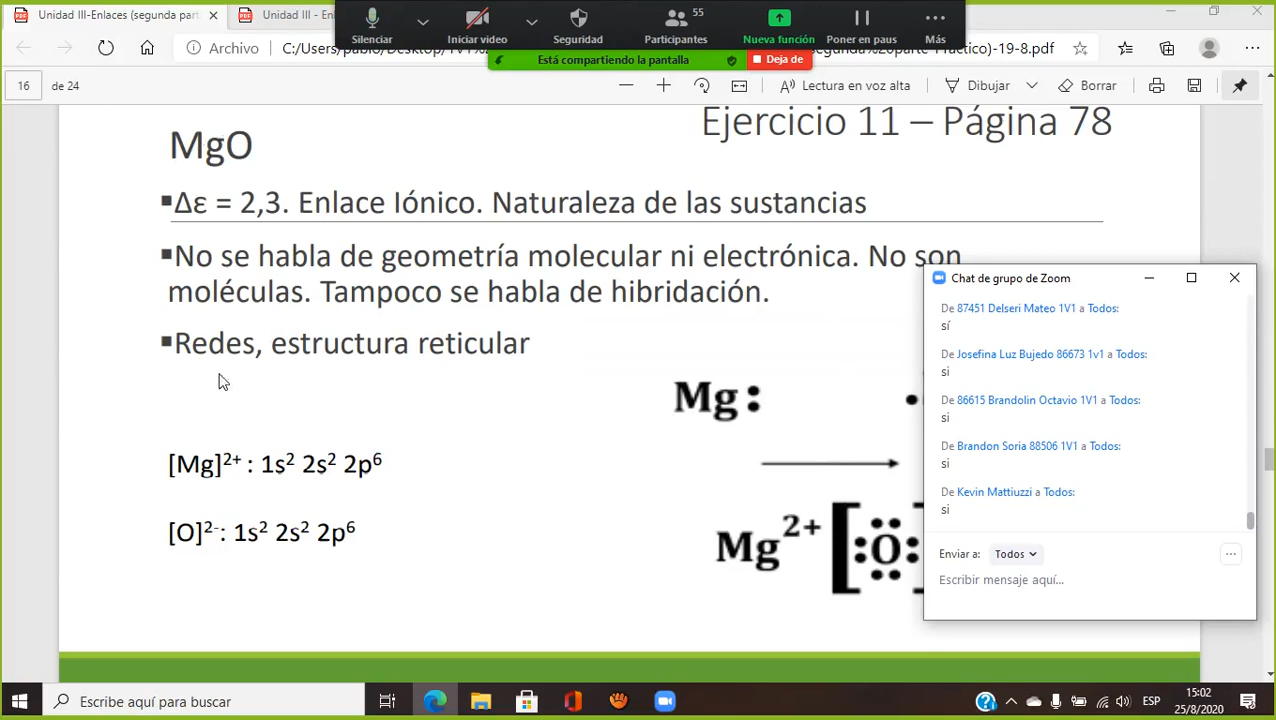 Unidad III-Enlaces (segunda part
Unidad III - En
Silenciar
Iniciar video
Seguridad
55
Participantes
Nueva función
Poner en paus
Más
Archivo
C:/Users/pablo/Desktop/1V1
segunda parte-Practico)-19-8.pdf
Está compartiendo la pantalla
Deja de
16 de 24
Lectura en voz alta
Dibujar
Borrar
Ejercicio 11 – Página 78
MgO
Δε = 2,3. Enlace Iónico. Naturaleza de las sustancias
No se habla de geometría molecular ni electrónica. No son
moléculas. Tampoco se habla de hibridación.
Redes, estructura reticular
Mg:
[Mg]²⁺ : 1s² 2s² 2p⁶
[O]²⁻: 1s² 2s² 2p⁶
Mg²⁺ [:O:
Chat de grupo de Zoom
De 87451 Delseri Mateo 1V1 a Todos:
sí
De Josefina Luz Bujedo 86673 1v1 a Todos:
si
De 86615 Brandolin Octavio 1V1 a Todos:
si
De Brandon Soria 88506 1V1 a Todos:
si
De Kevin Mattiuzzi a Todos:
si
Enviar a: Todos
Escribir mensaje aquí...
Escribe aquí para buscar
ESP
15:02
25/8/2020